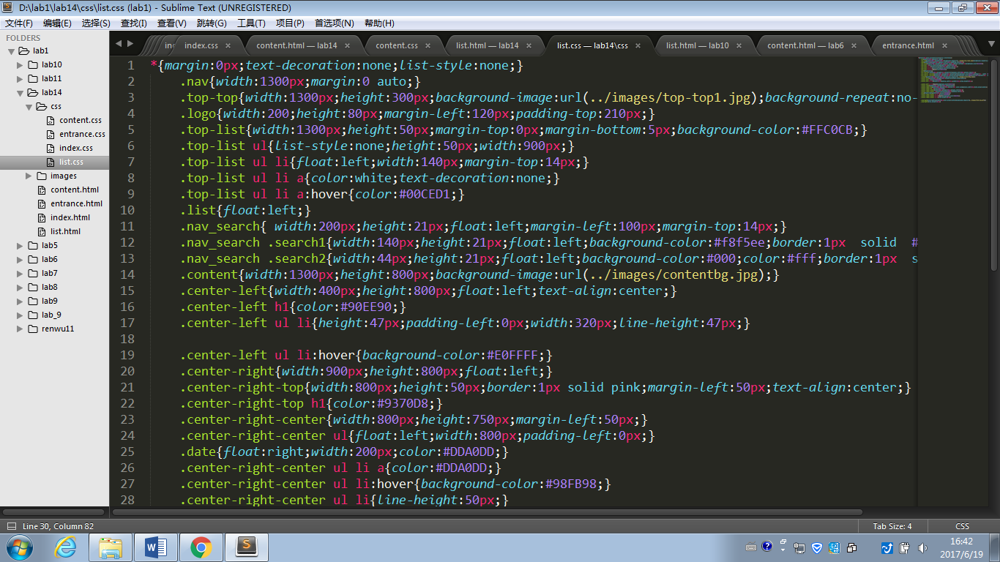 D:\lab1\lab14\css\list.css (lab1) - Sublime Text (UNREGISTERED)
文件(F) 编辑(E) 选择(S) 查找(I) 查看(V) 跳转(G) 工具(T) 项目(P) 首选项(N) 帮助(H)
FOLDERS
lab1
lab10
lab11
lab14
css
content.css
entrance.css
index.css
list.css
images
content.html
entrance.html
index.html
list.html
lab5
lab6
lab7
lab8
lab9
lab_9
renwu11
index.css × content.html — lab14 × content.css × list.html — lab14 × list.css — lab14\css × list.html — lab10 × content.html — lab6 × entrance.html ×
1 *{margin:0px;text-decoration:none;list-style:none;}
2 .nav{width:1300px;margin:0 auto;}
3 .top-top{width:1300px;height:300px;background-image:url(../images/top-top1.jpg);background-repeat:no-
4 .logo{width:200;height:80px;margin-left:120px;padding-top:210px;}
5 .top-list{width:1300px;height:50px;margin-top:0px;margin-bottom:5px;background-color:#FFC0CB;}
6 .top-list ul{list-style:none;height:50px;width:900px;}
7 .top-list ul li{float:left;width:140px;margin-top:14px;}
8 .top-list ul li a{color:white;text-decoration:none;}
9 .top-list ul li a:hover{color:#00CED1;}
10 .list{float:left;}
11 .nav_search{ width:200px;height:21px;float:left;margin-left:100px;margin-top:14px;}
12 .nav_search .search1{width:140px;height:21px;float:left;background-color:#f8f5ee;border:1px  solid  #
13 .nav_search .search2{width:44px;height:21px;float:left;background-color:#000;color:#fff;border:1px  s
14 .content{width:1300px;height:800px;background-image:url(../images/contentbg.jpg);}
15 .center-left{width:400px;height:800px;float:left;text-align:center;}
16 .center-left h1{color:#90EE90;}
17 .center-left ul li{height:47px;padding-left:0px;width:320px;line-height:47px;}
18
19 .center-left ul li:hover{background-color:#E0FFFF;}
20 .center-right{width:900px;height:800px;float:left;}
21 .center-right-top{width:800px;height:50px;border:1px solid pink;margin-left:50px;text-align:center;}
22 .center-right-top h1{color:#9370D8;}
23 .center-right-center{width:800px;height:750px;margin-left:50px;}
24 .center-right-center ul{float:left;width:800px;padding-left:0px;}
25 .date{float:right;width:200px;color:#DDA0DD;}
26 .center-right-center ul li a{color:#DDA0DD;}
27 .center-right-center ul li:hover{background-color:#98FB98;}
28 .center-right-center ul li{line-height:50px;}
Line 30, Column 82 Tab Size: 4 CSS
16:42
2017/6/19